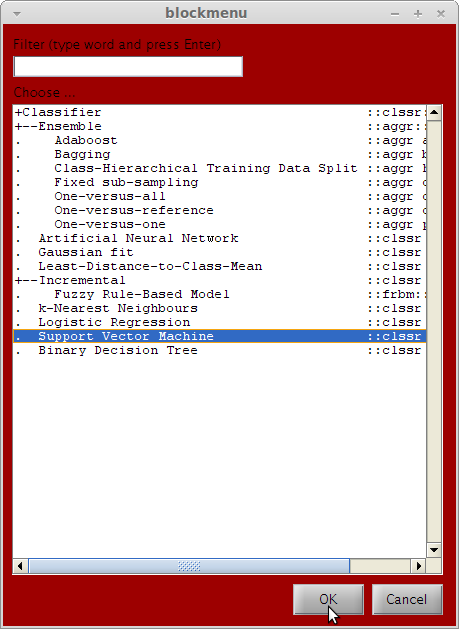 blockmenu
Filter (type word and press Enter)
Choose ...
+Classifier ::clssr:
+--Ensemble ::aggr::
. Adaboost ::aggr a
. Bagging ::aggr b
. Class-Hierarchical Training Data Split ::aggr h
. Fixed sub-sampling ::aggr c
. One-versus-all ::aggr c
. One-versus-reference ::aggr c
. One-versus-one ::aggr p
. Artificial Neural Network ::clssr
. Gaussian fit ::clssr
. Least-Distance-to-Class-Mean ::clssr
+--Incremental ::clssr
. Fuzzy Rule-Based Model ::frbm::
. k-Nearest Neighbours ::clssr
. Logistic Regression ::clssr
. Support Vector Machine ::clssr
. Binary Decision Tree ::clssr
OK Cancel